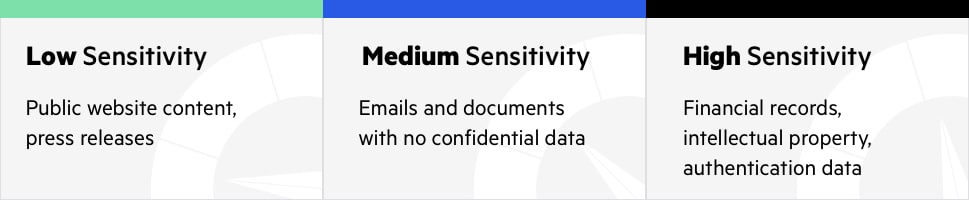 Low Sensitivity
Public website content,
press releases
Medium Sensitivity
Emails and documents
with no confidential data
High Sensitivity
Financial records,
intellectual property,
authentication data